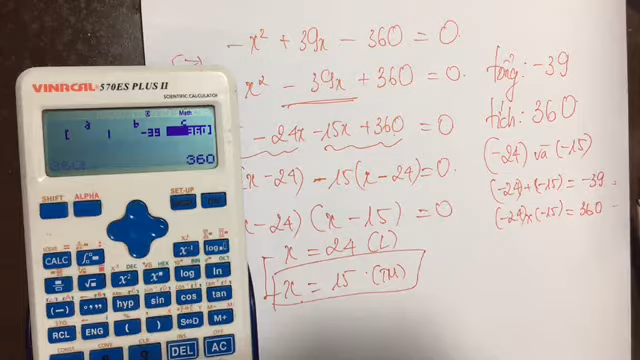 - x² + 39x - 360 = 0.
x² - 39x + 360 = 0.
- 24x - 15x + 360 = 0
(x - 24) - 15(x - 24) = 0.
x - 24) (x - 15) = 0
x = 24 (L)
x = 15 . (TM)
tổng: -39
tích: 360
(-24) và (-15)
(-24) + (-15) = -39
(-24) x (-15) = 360
VINACAL 570ES PLUS II
SCIENTIFIC CALCULATOR
Math
a b c
[ 1 -39 360]
360
SHIFT ALPHA
SET-UP
CALC x⁻¹
√ x² log ln
(-) hyp sin cos tan
RCL ENG ( ) S⇔D M+
DEL AC